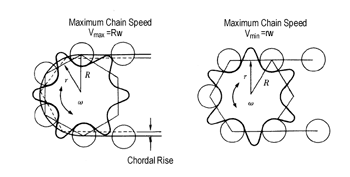 Maximum Chain Speed
Vmax =Rw
r
R
ω
Chordal Rise
Maximum Chain Speed
Vmin =rw
r
R
ω